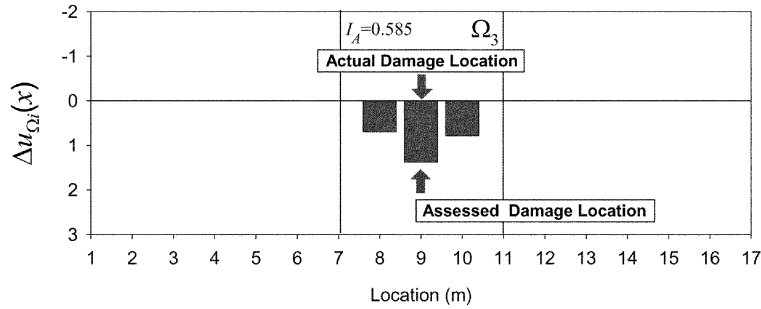 -2
I_A=0.585 Ω_3
Actual Damage Location
-1
0
1
2
3
Δu_Ωi(x)
Assessed Damage Location
1 2 3 4 5 6 7 8 9 10 11 12 13 14 15 16 17
Location (m)